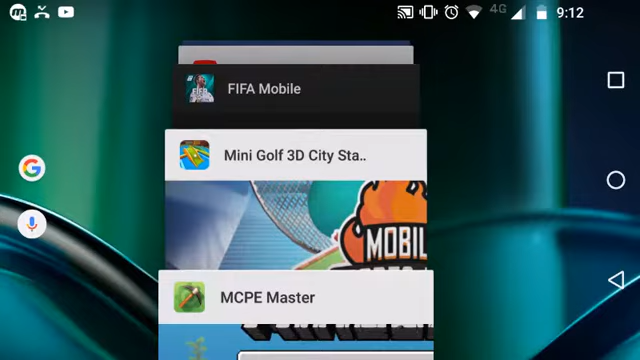 4G 9:12
FIFA Mobile
Mini Golf 3D City Sta..
MOBIL
MCPE Master